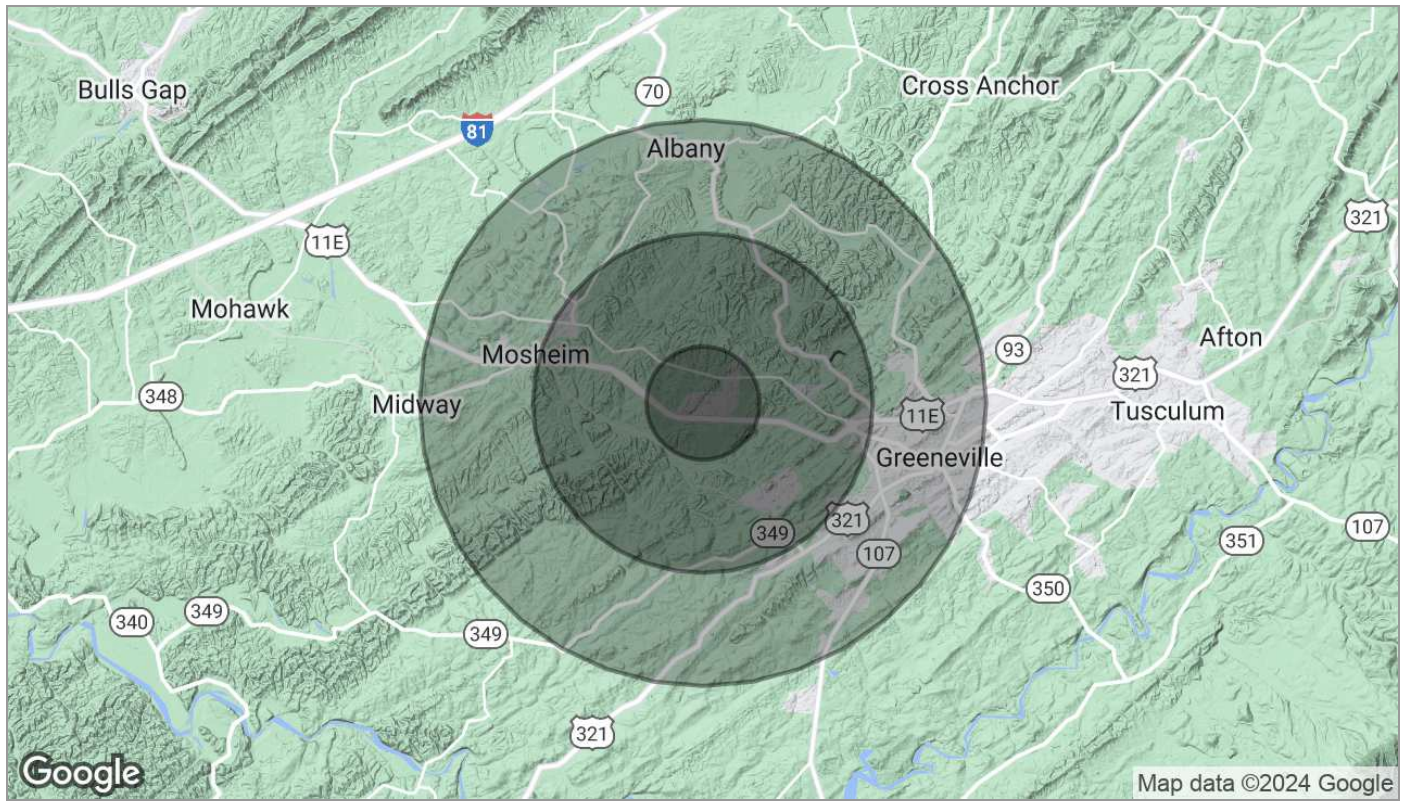 Bulls Gap
70
Cross Anchor
81
Albany
321
11E
Mohawk
Mosheim
93
Afton
321
348
Midway
11E
Tusculum
Greeneville
349
321
107
107
351
340
349
349
350
321
Google
Map data ©2024 Google